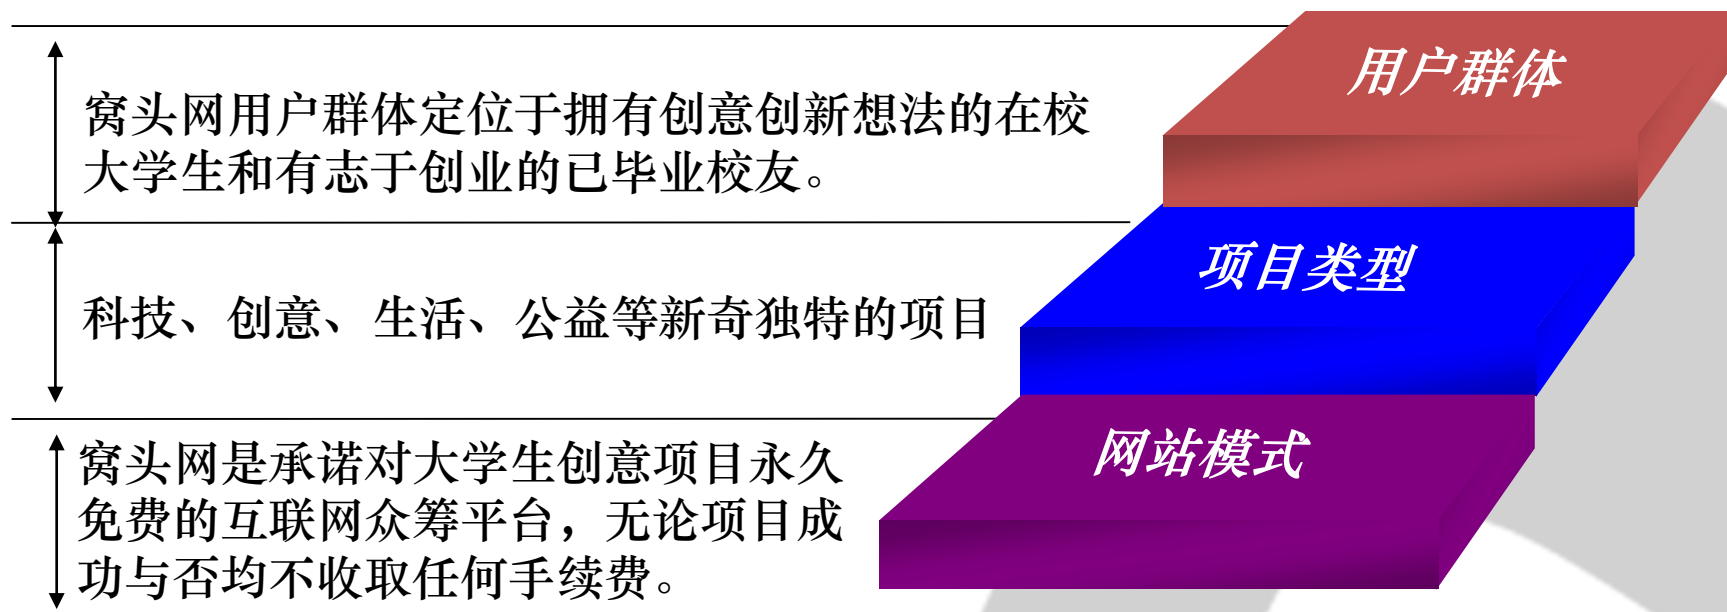 用户群体
窝头网用户群体定位于拥有创意创新想法的在校
大学生和有志于创业的已毕业校友。
项目类型
科技、创意、生活、公益等新奇独特的项目
网站模式
窝头网是承诺对大学生创意项目永久
免费的互联网众筹平台，无论项目成
功与否均不收取任何手续费。